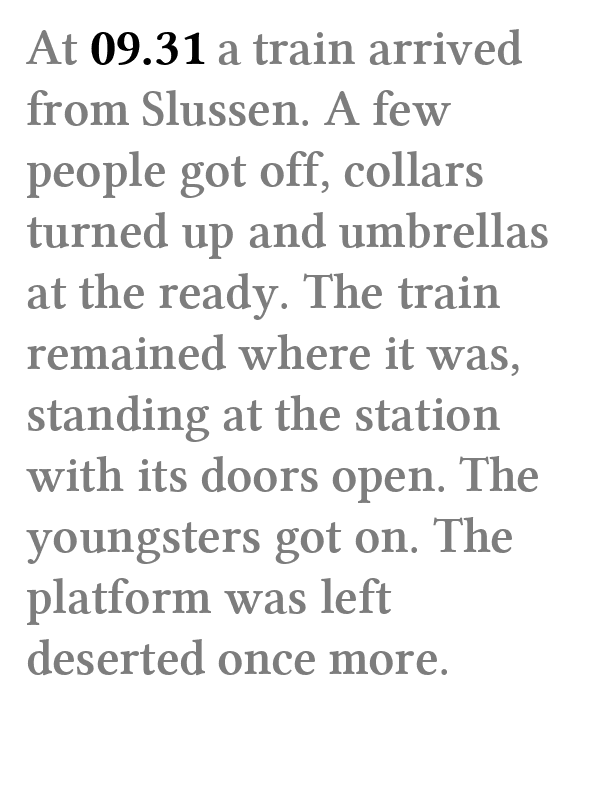 At 09.31 a train arrived
from Slussen. A few
people got off, collars
turned up and umbrellas
at the ready. The train
remained where it was,
standing at the station
with its doors open. The
youngsters got on. The
platform was left
deserted once more.